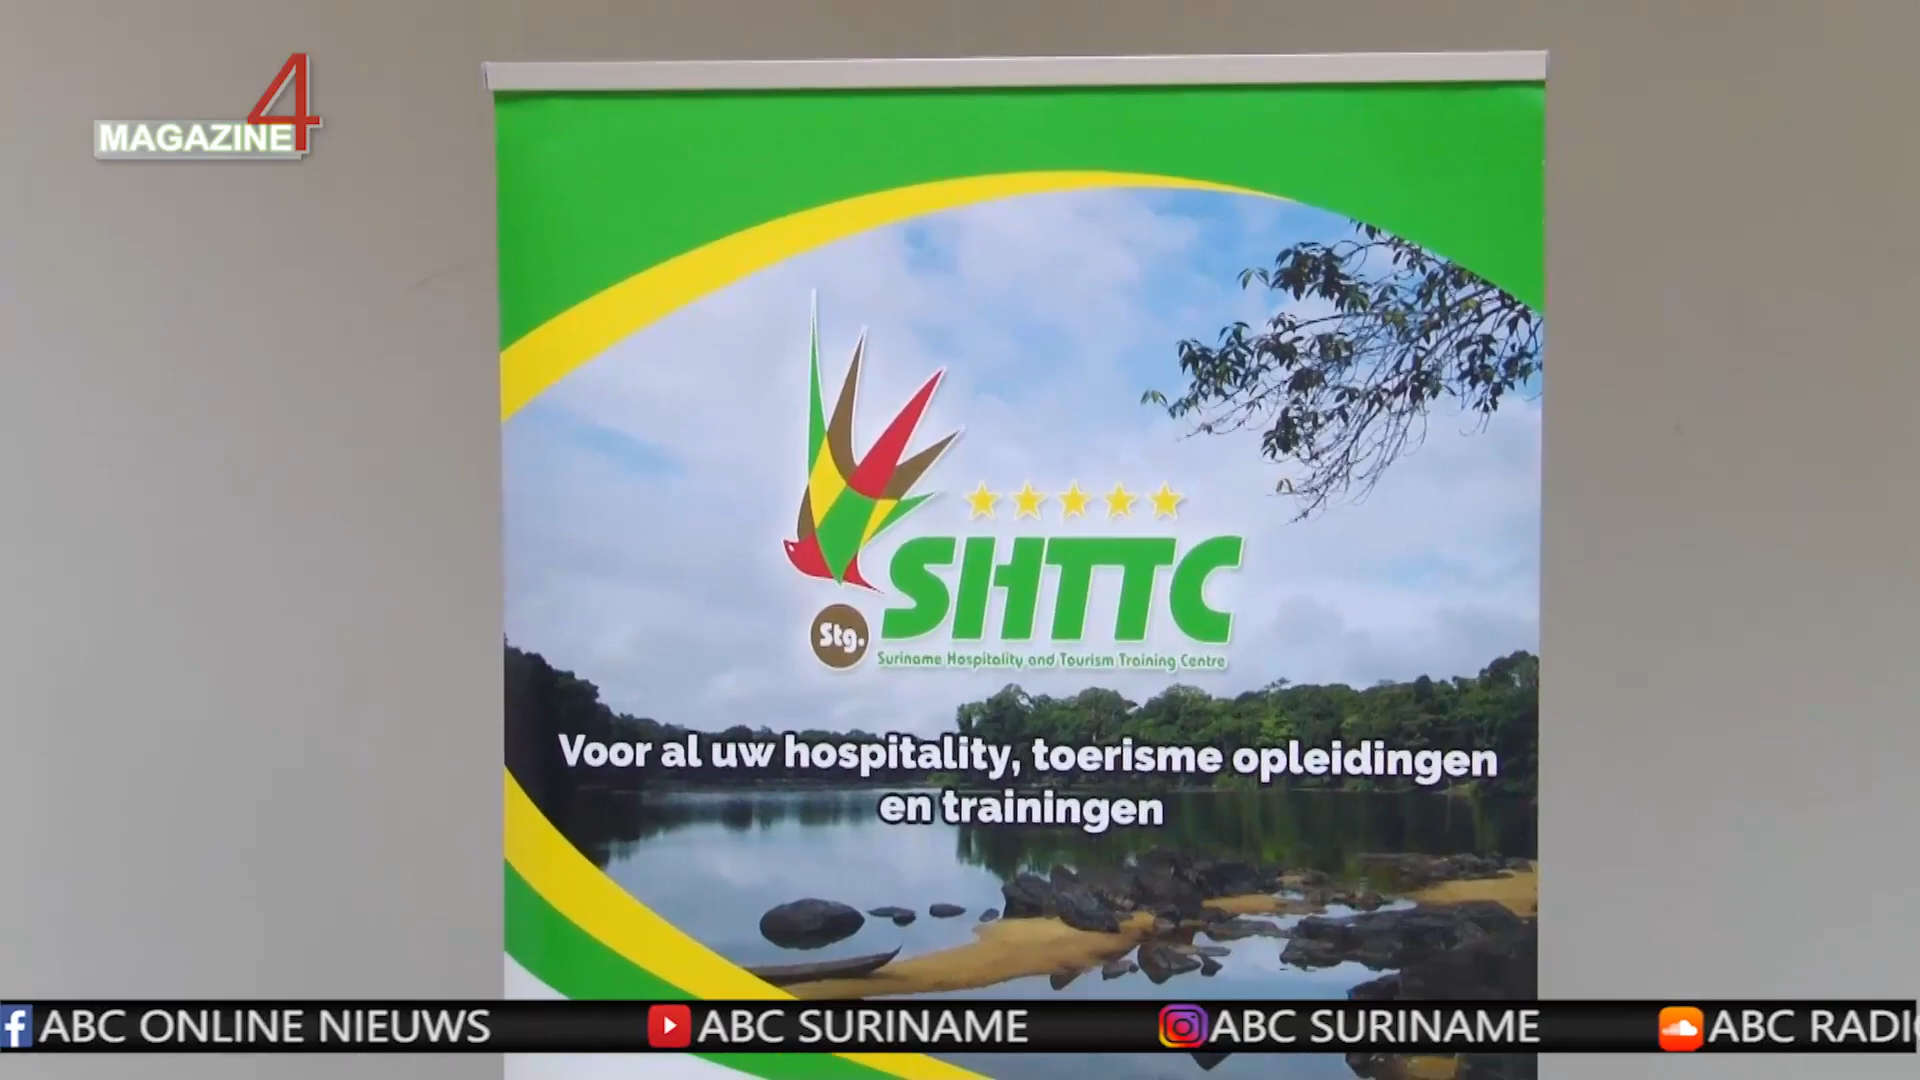 4
MAGAZINE
SHTTC
Stg.
Suriname Hospitality and Tourism Training Centre
Voor al uw hospitality, toerisme opleidingen
en trainingen
ABC ONLINE NIEUWS ABC SURINAME ABC SURINAME ABC RADI